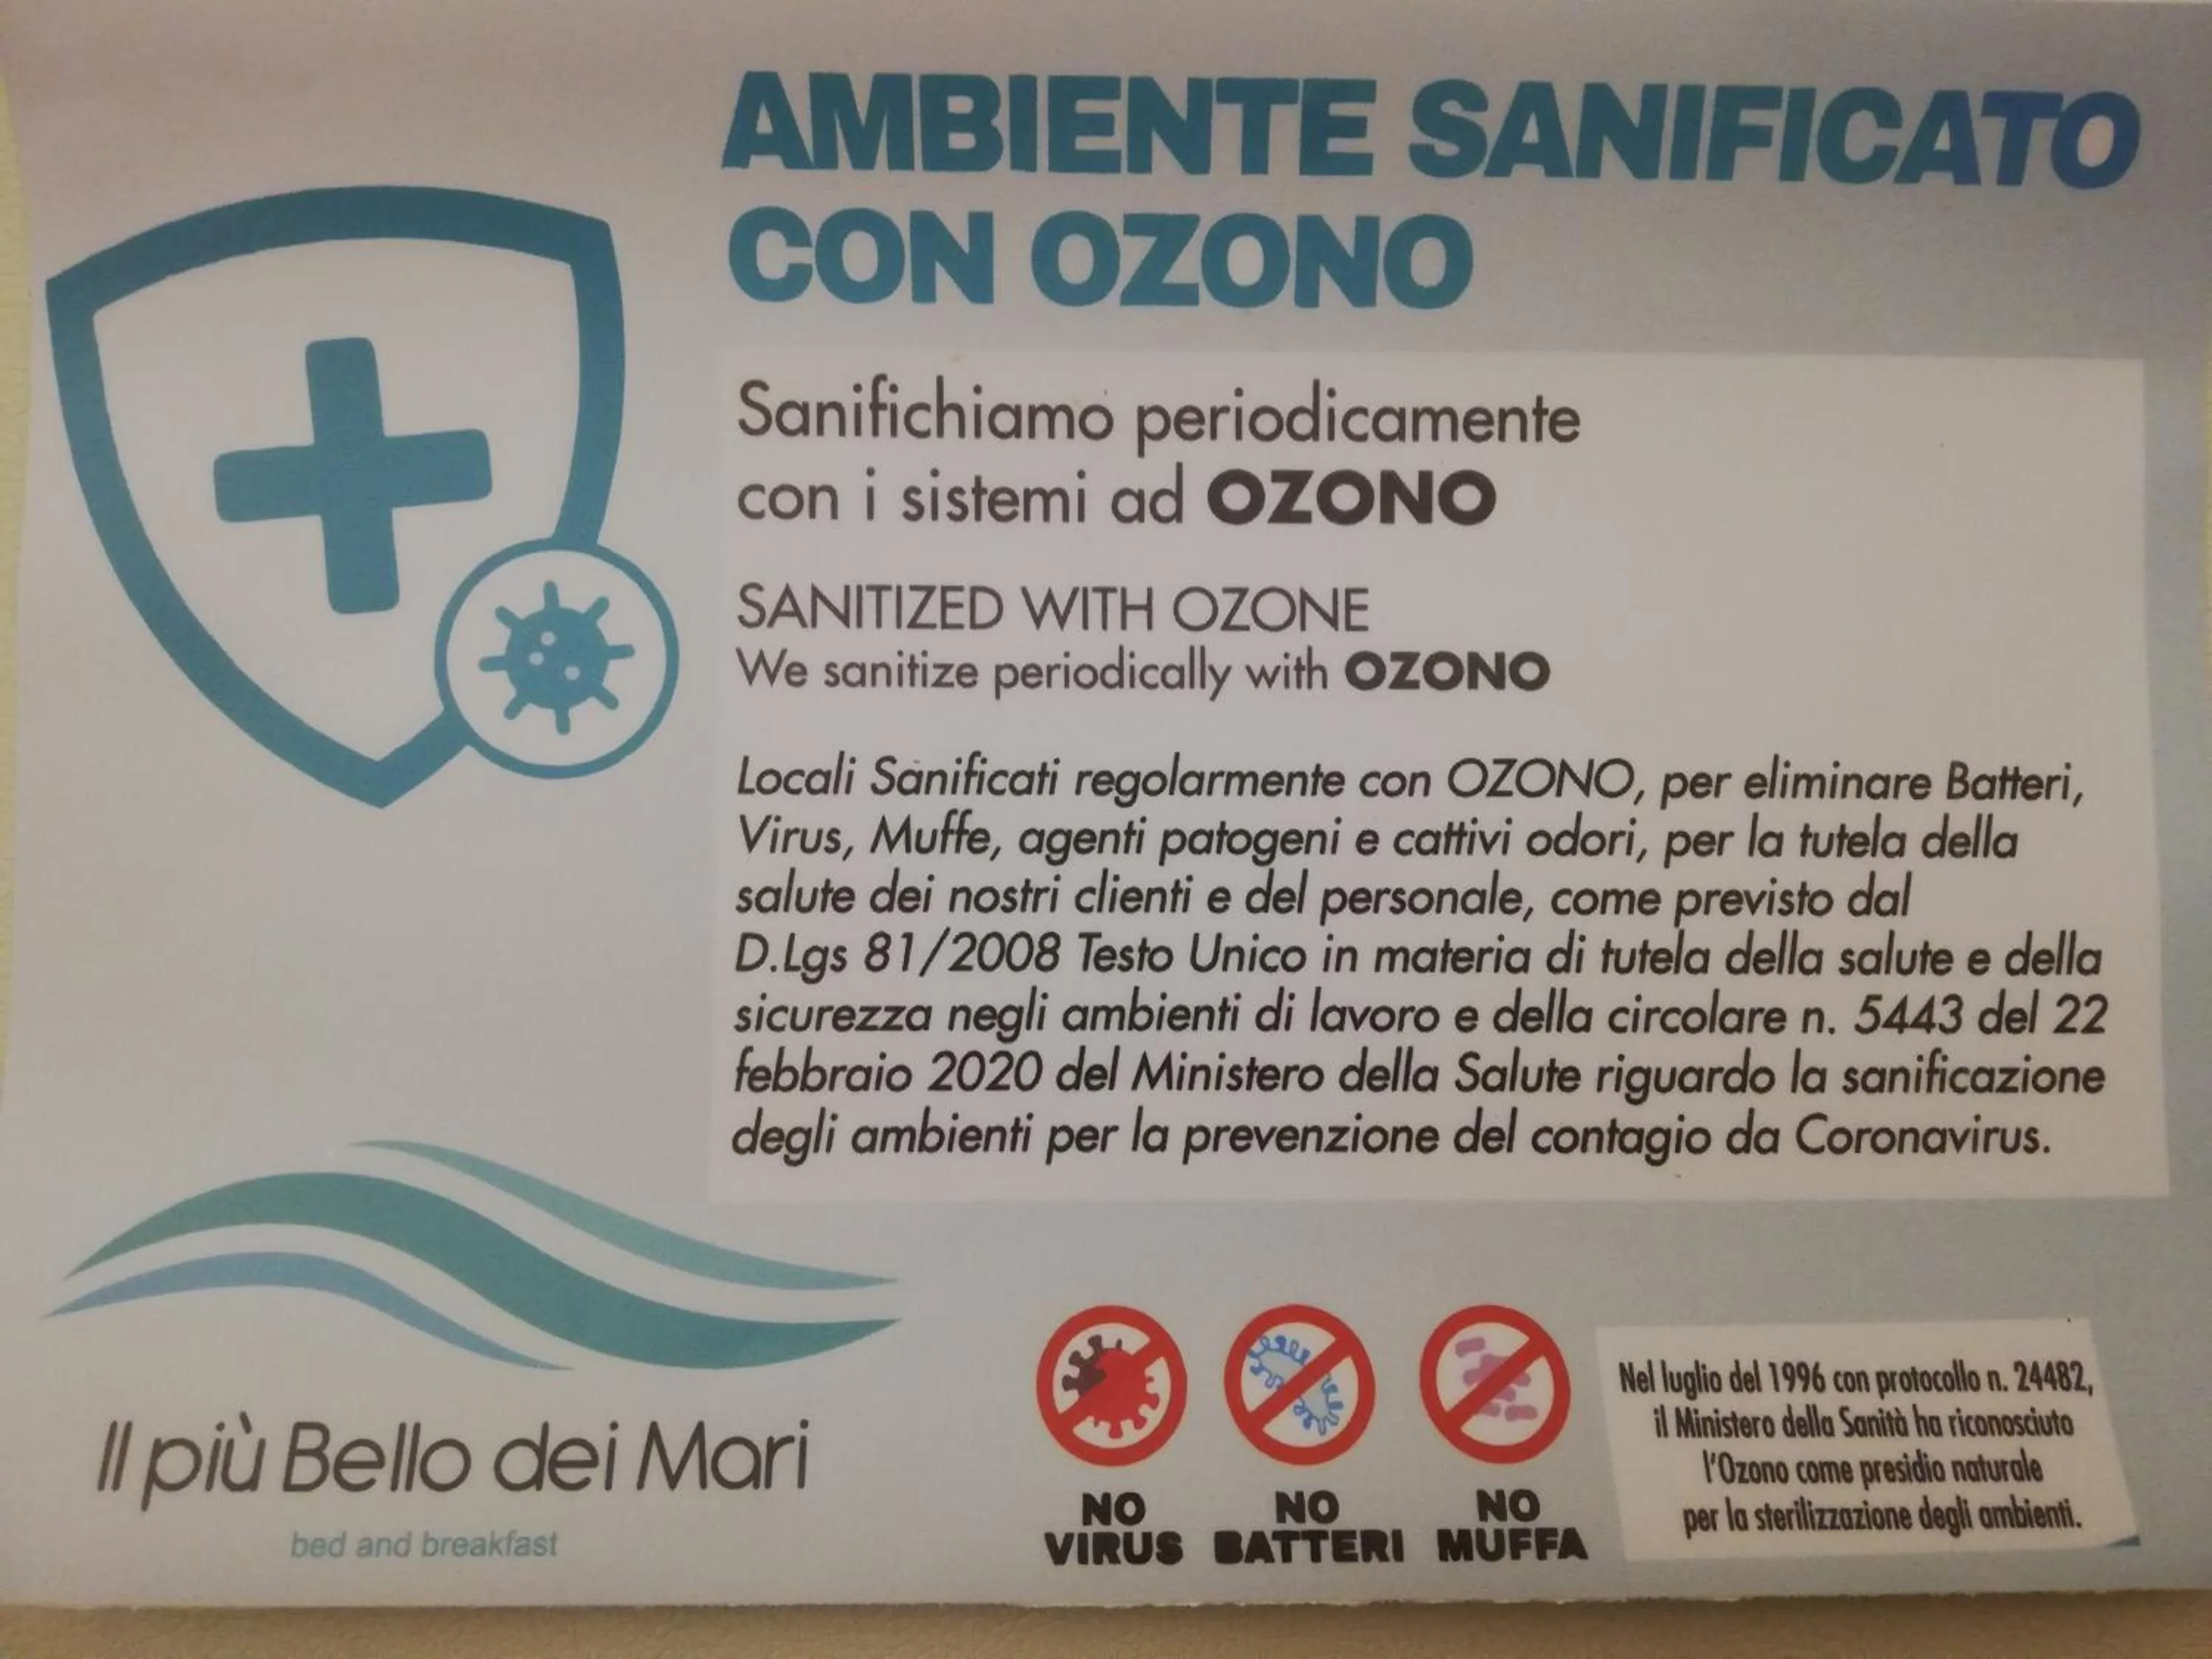 AMBIENTE SANIFICATO
CON OZONO
Sanifichiamo periodicamente
con i sistemi ad OZONO
SANITIZED WITH OZONE
We sanitize periodically with OZONO
Locali Sanificati regolarmente con OZONO, per eliminare Batteri,
Virus, Muffe, agenti patogeni e cattivi odori, per la tutela della
salute dei nostri clienti e del personale, come previsto dal
D.Lgs 81/2008 Testo Unico in materia di tutela della salute e della
sicurezza negli ambienti di lavoro e della circolare n. 5443 del 22
febbraio 2020 del Ministero della Salute riguardo la sanificazione
degli ambienti per la prevenzione del contagio da Coronavirus.
Il più Bello dei Mari
bed and breakfast
NO
VIRUS
NO
BATTERI
NO
MUFFA
Nel luglio del 1996 con protocollo n. 24482,
il Ministero della Sanità ha riconosciuto
l'Ozono come presidio naturale
per la sterilizzazione degli ambienti.